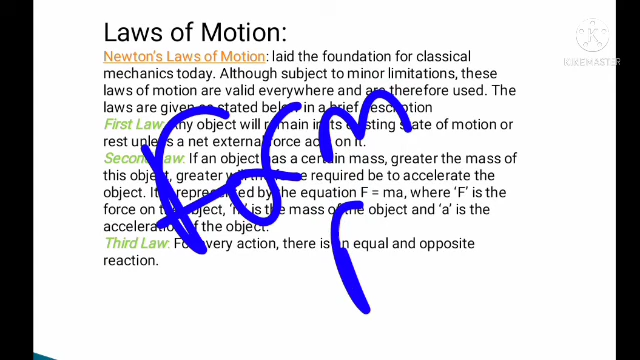 Laws of Motion:
KINEMASTER
Newton's Laws of Motion: laid the foundation for classical
mechanics today. Although subject to minor limitations, these
laws of motion are valid everywhere and are therefore used. The
laws are given as stated below in a brief description
First Law: Any object will remain in its existing state of motion or
rest unless a net external force acts on it.
Second Law: If an object has a certain mass, greater the mass of
this object, greater will the force required be to accelerate the
object. It is represented by the equation F = ma, where ‘F’ is the
force on the object, ‘m’ is the mass of the object and ‘a’ is the
acceleration of the object.
Third Law: For every action, there is an equal and opposite
reaction.